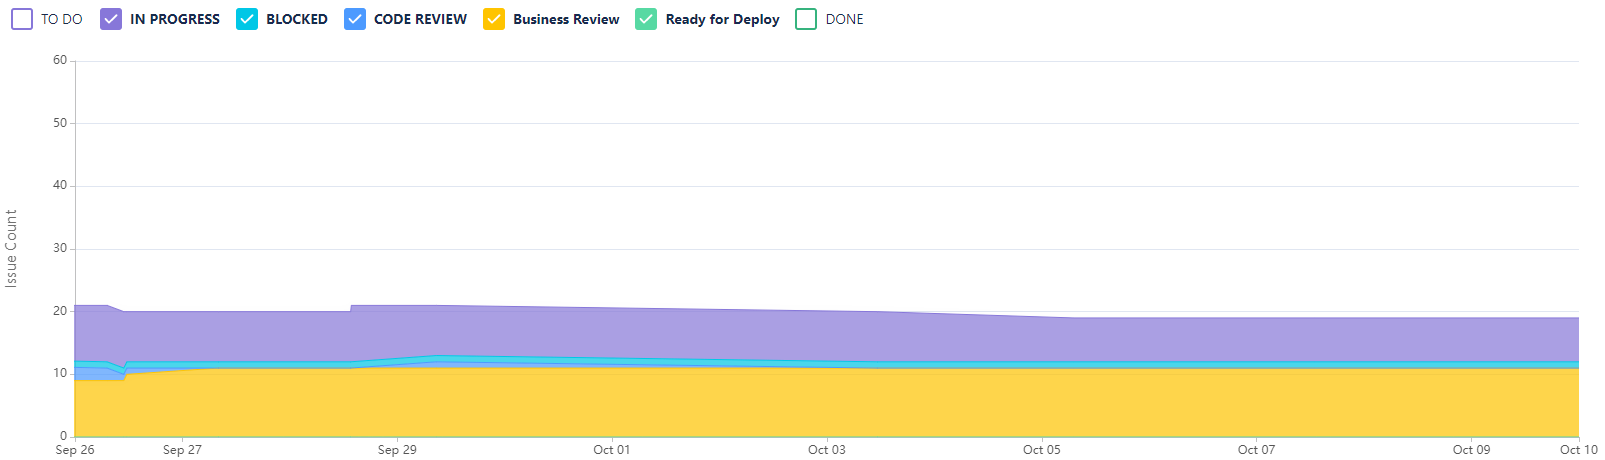 TO DO IN PROGRESS BLOCKED CODE REVIEW Business Review Ready for Deploy DONE
60
50
40
30
20
10
0
Issue Count
Sep 26 Sep 27 Sep 29 Oct 01 Oct 03 Oct 05 Oct 07 Oct 09 Oct 10